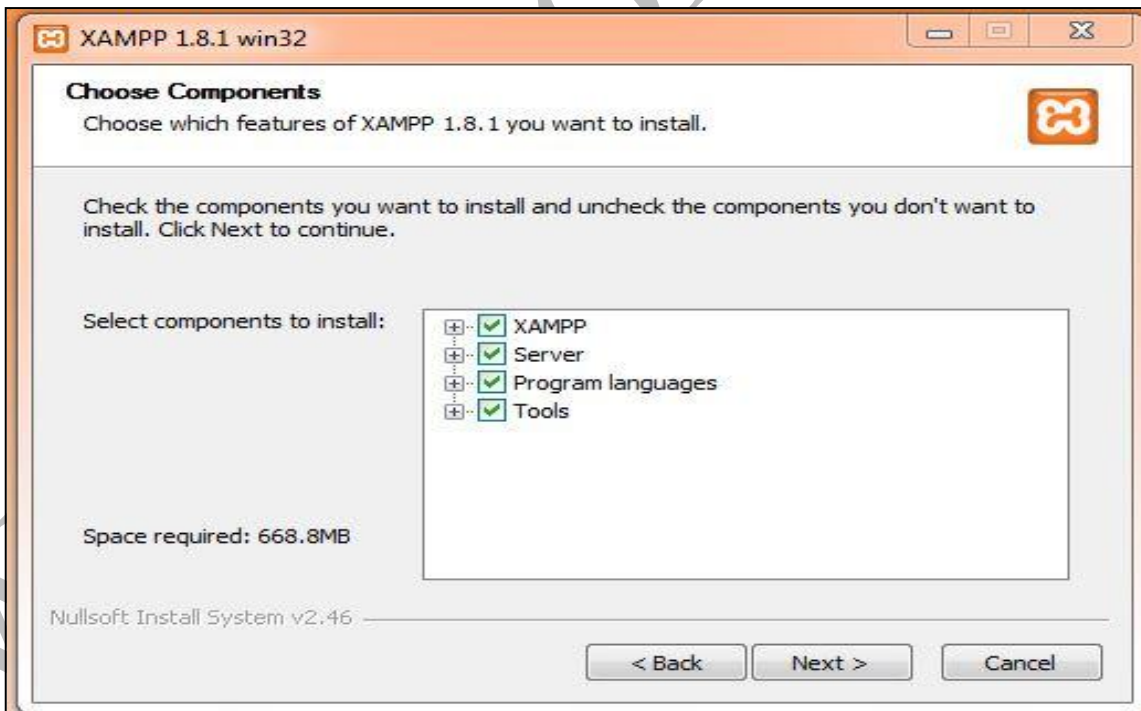 XAMPP 1.8.1 win32
Choose Components
Choose which features of XAMPP 1.8.1 you want to install.
Check the components you want to install and uncheck the components you don't want to
install. Click Next to continue.
Select components to install:
XAMPP
Server
Program languages
Tools
Space required: 668.8MB
Nullsoft Install System v2.46
< Back
Next >
Cancel